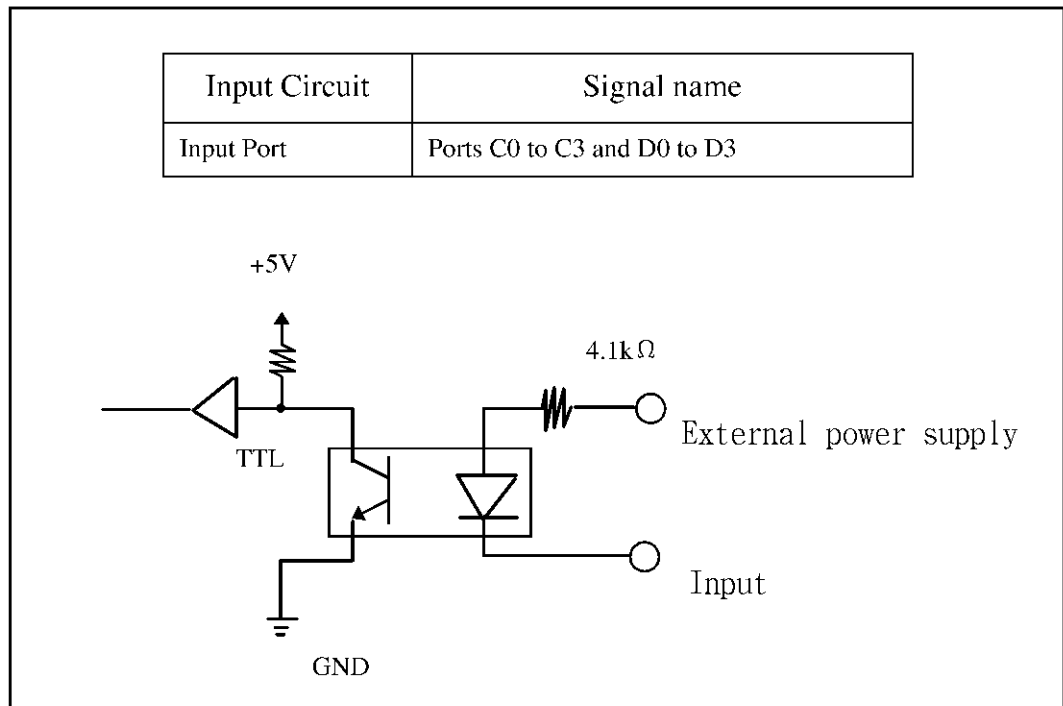 Input Circuit Signal name
Input Port Ports C0 to C3 and D0 to D3
+5V
4.1kΩ
External power supply
TTL
Input
GND